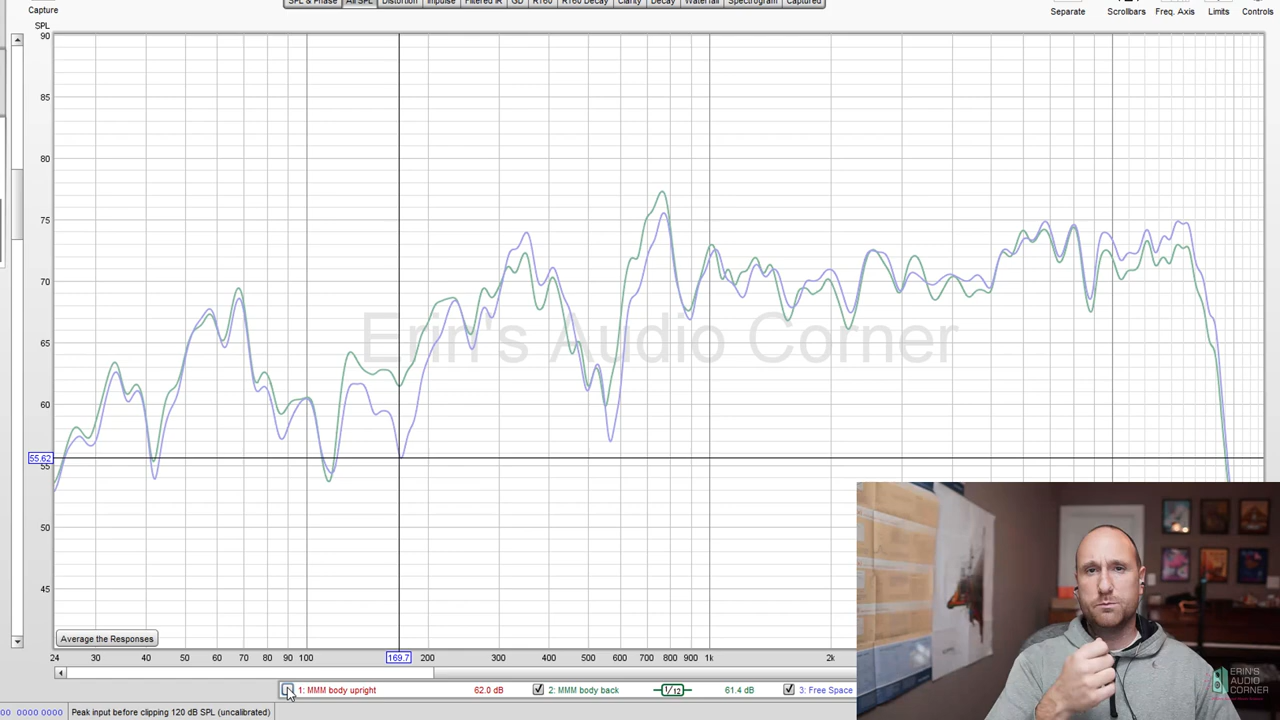 Capture
SPL & Phase All SPL Distortion Impulse Filtered IR GD RT60 RT60 Decay Clarity Decay Waterfall Spectrogram Captured
Separate Scrollbars Freq. Axis Limits Controls
SPL
90
85
80
75
70
65
60
55.62
55
50
45
Erin's Audio Corner
Average the Responses
24 30 40 50 60 70 80 90 100 169.7 200 300 400 500 600 700 800 900 1k 2k
1: MMM body upright 62.0 dB 2: MMM body back 1/12 61.4 dB 3: Free Space
00 0000 0000 Peak input before clipping 120 dB SPL (uncalibrated)
ERIN'S
AUDIO
CORNER